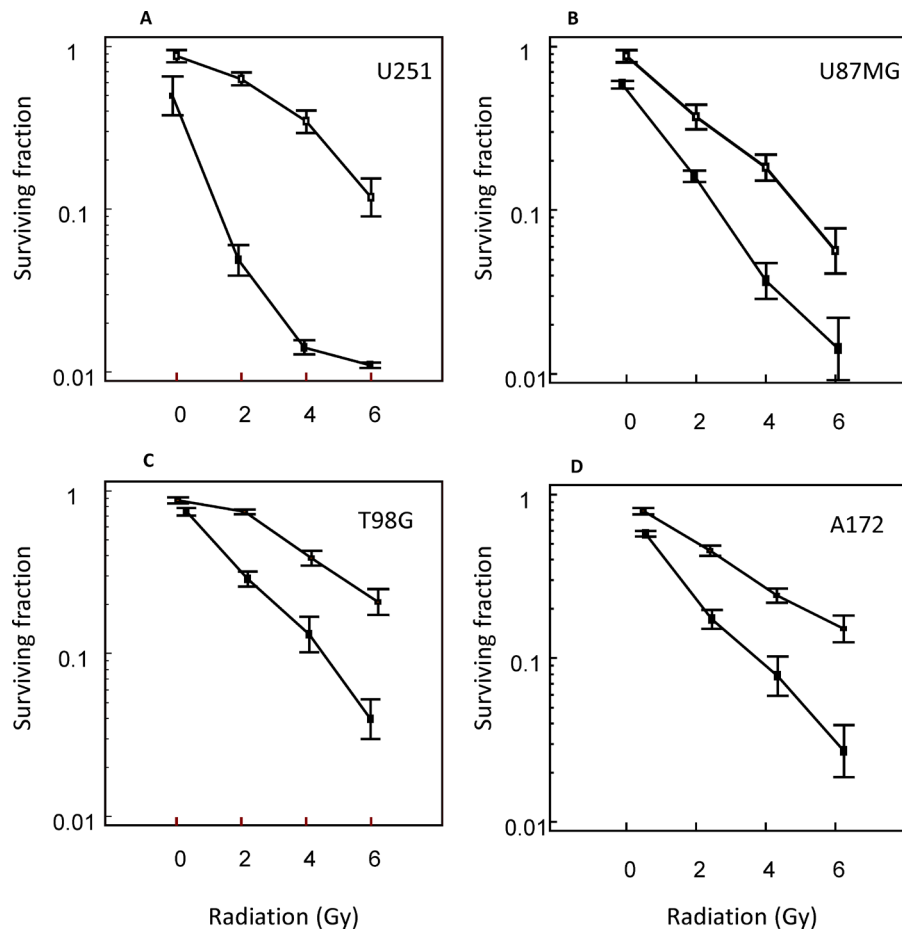 A
Surviving fraction
1
0.1
0.01
U251
0 2 4 6
B
Surviving fraction
1
0.1
0.01
U87MG
0 2 4 6
C
Surviving fraction
1
0.1
0.01
T98G
0 2 4 6
Radiation (Gy)
D
Surviving fraction
1
0.1
0.01
A172
0 2 4 6
Radiation (Gy)